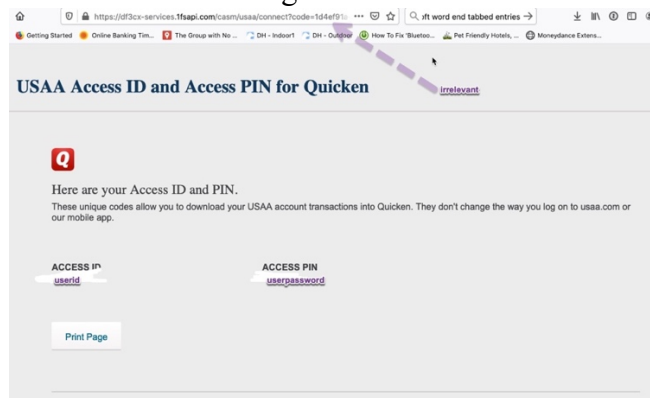 https://df3cx-services.1fsapi.com/casm/usaa/connect?code=1d4ef91 ft word end tabbed entries
Getting Started Online Banking Tim... The Group with No ... DH - Indoor1 DH - Outdoor How To Fix 'Bluetoo... Pet Friendly Hotels, ... Moneydance Extens...
USAA Access ID and Access PIN for Quicken
irrelevant
Q
Here are your Access ID and PIN.
These unique codes allow you to download your USAA account transactions into Quicken. They don't change the way you log on to usaa.com or
our mobile app.
ACCESS ID ACCESS PIN
userid userpassword
Print Page